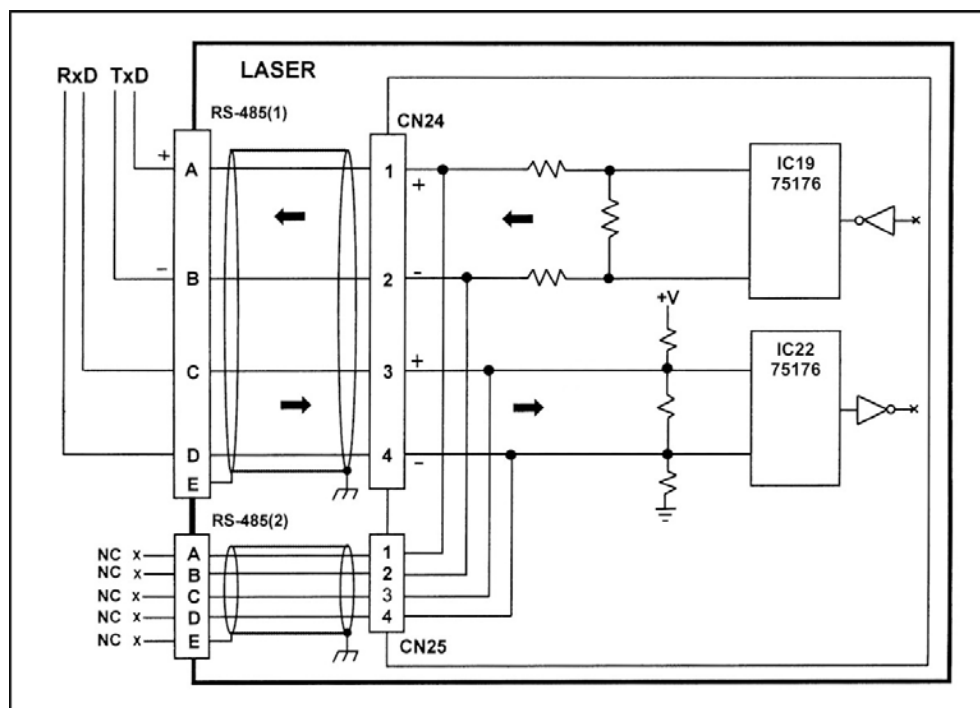 RxD TxD
LASER
RS-485(1)
CN24
+
A
1
+
IC19
75176
-
B
2
-
+V
C
3
+
IC22
75176
D
4
-
E
RS-485(2)
NC x A 1
NC x B 2
NC x C 3
NC x D 4
NC x E
CN25
x
x